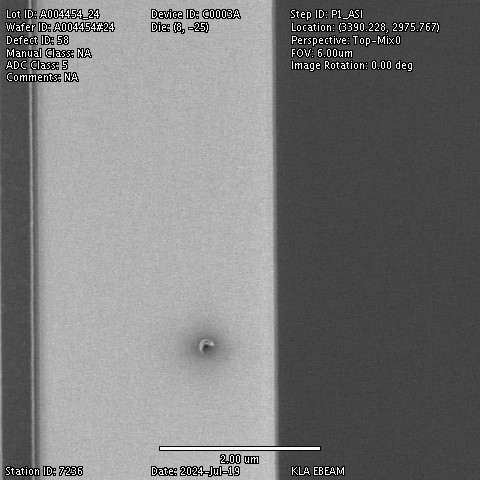 Lot ID: A004454_24
Wafer ID: A004454#24
Defect ID: 58
Manual Class: NA
ADC Class: 5
Comments: NA
Device ID: C0003A
Die: (8, -25)
Step ID: P1_ASI
Location: (3390.228, 2975.767)
Perspective: Top-Mix0
FOV: 6.00um
Image Rotation: 0.00 deg
2.00 um
Station ID: 7236
Date: 2024-Jul-19
KLA EBEAM